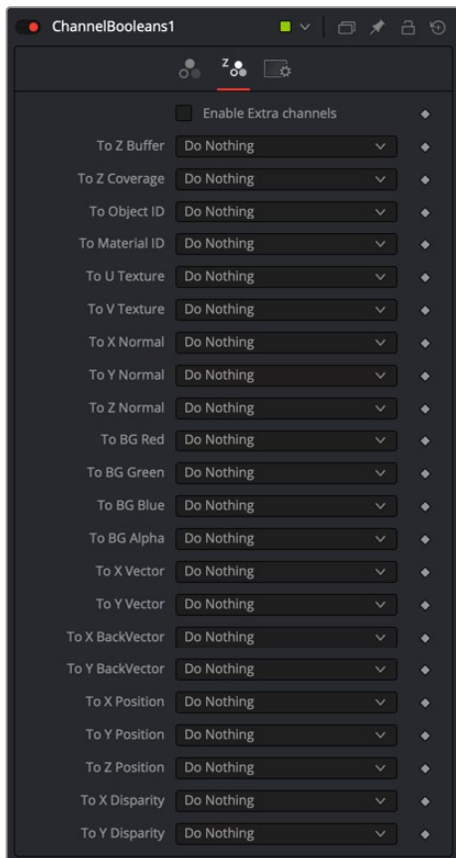 ChannelBooleans1
Z
Enable Extra channels
To Z Buffer Do Nothing
To Z Coverage Do Nothing
To Object ID Do Nothing
To Material ID Do Nothing
To U Texture Do Nothing
To V Texture Do Nothing
To X Normal Do Nothing
To Y Normal Do Nothing
To Z Normal Do Nothing
To BG Red Do Nothing
To BG Green Do Nothing
To BG Blue Do Nothing
To BG Alpha Do Nothing
To X Vector Do Nothing
To Y Vector Do Nothing
To X BackVector Do Nothing
To Y BackVector Do Nothing
To X Position Do Nothing
To Y Position Do Nothing
To Z Position Do Nothing
To X Disparity Do Nothing
To Y Disparity Do Nothing